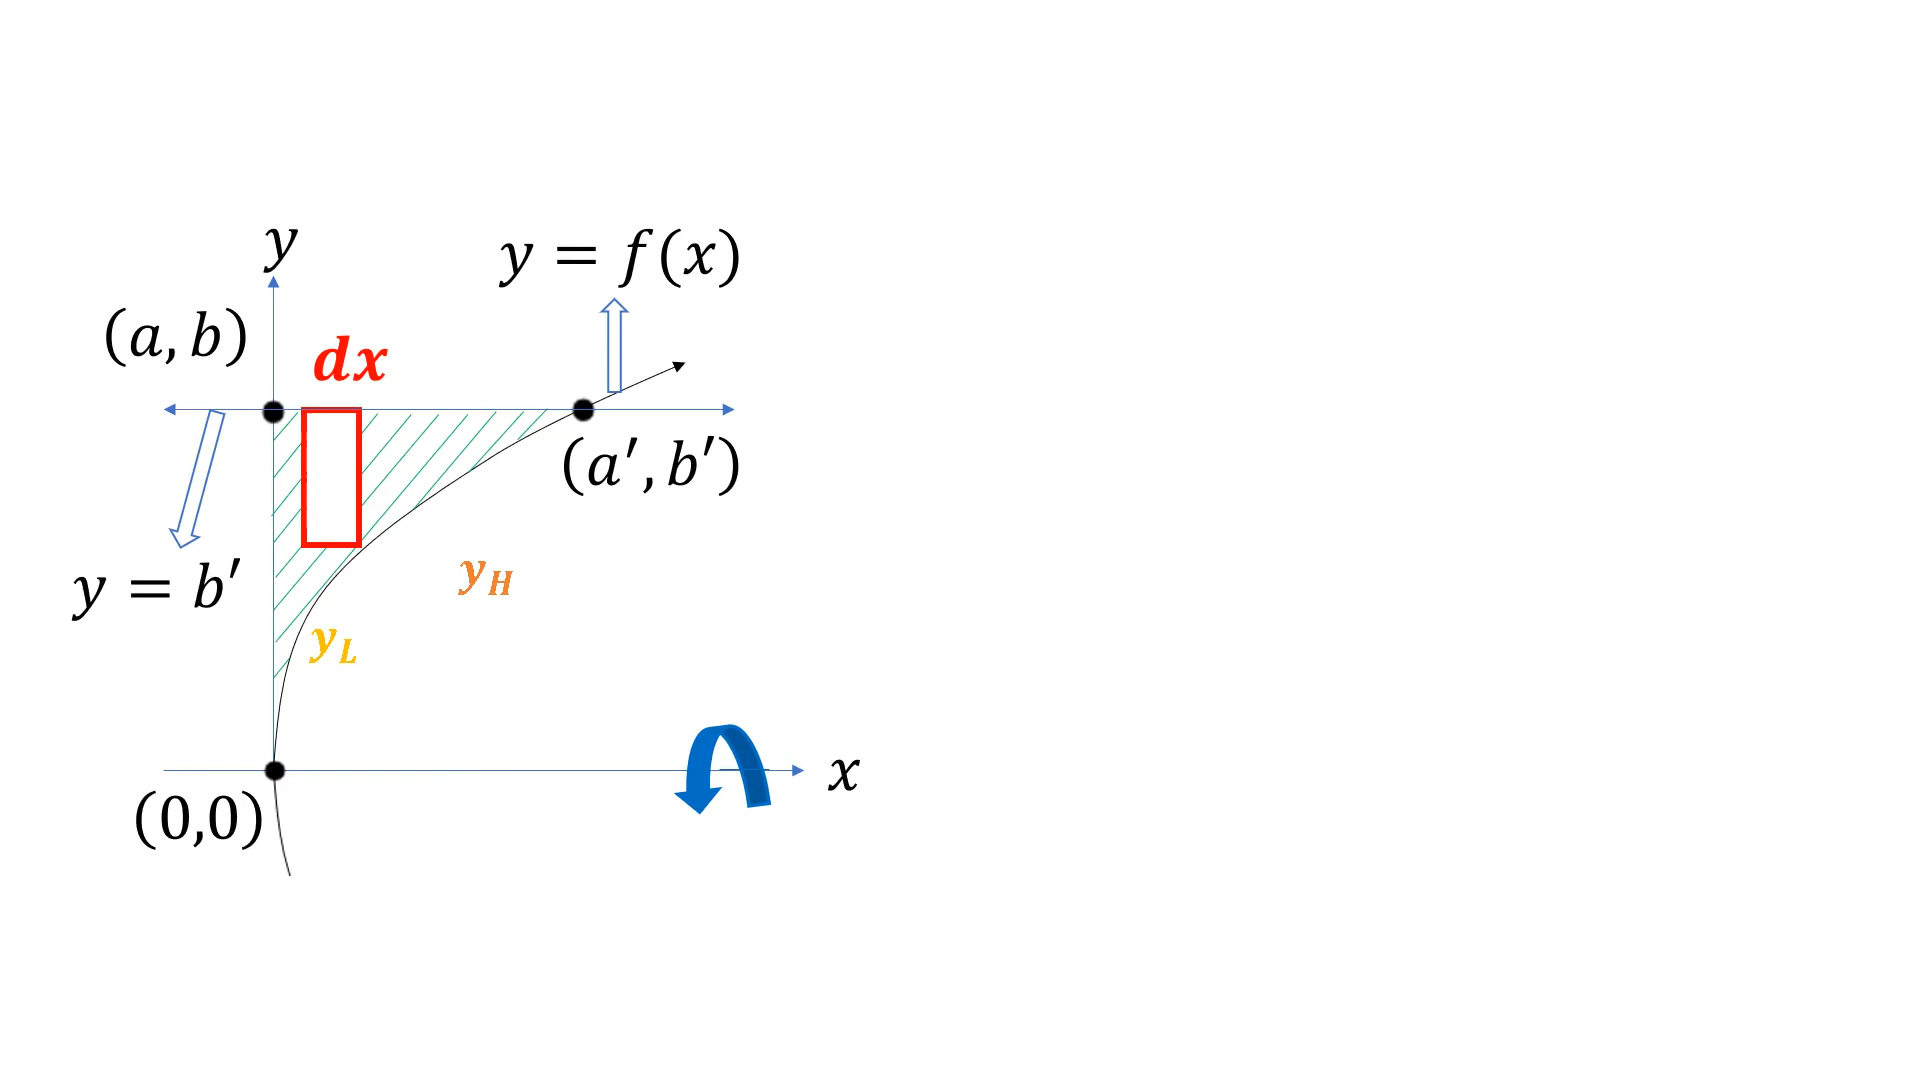 y
y = f(x)
(a, b)
dx
(a′, b′)
y = b′
y_H
y_L
x
(0,0)